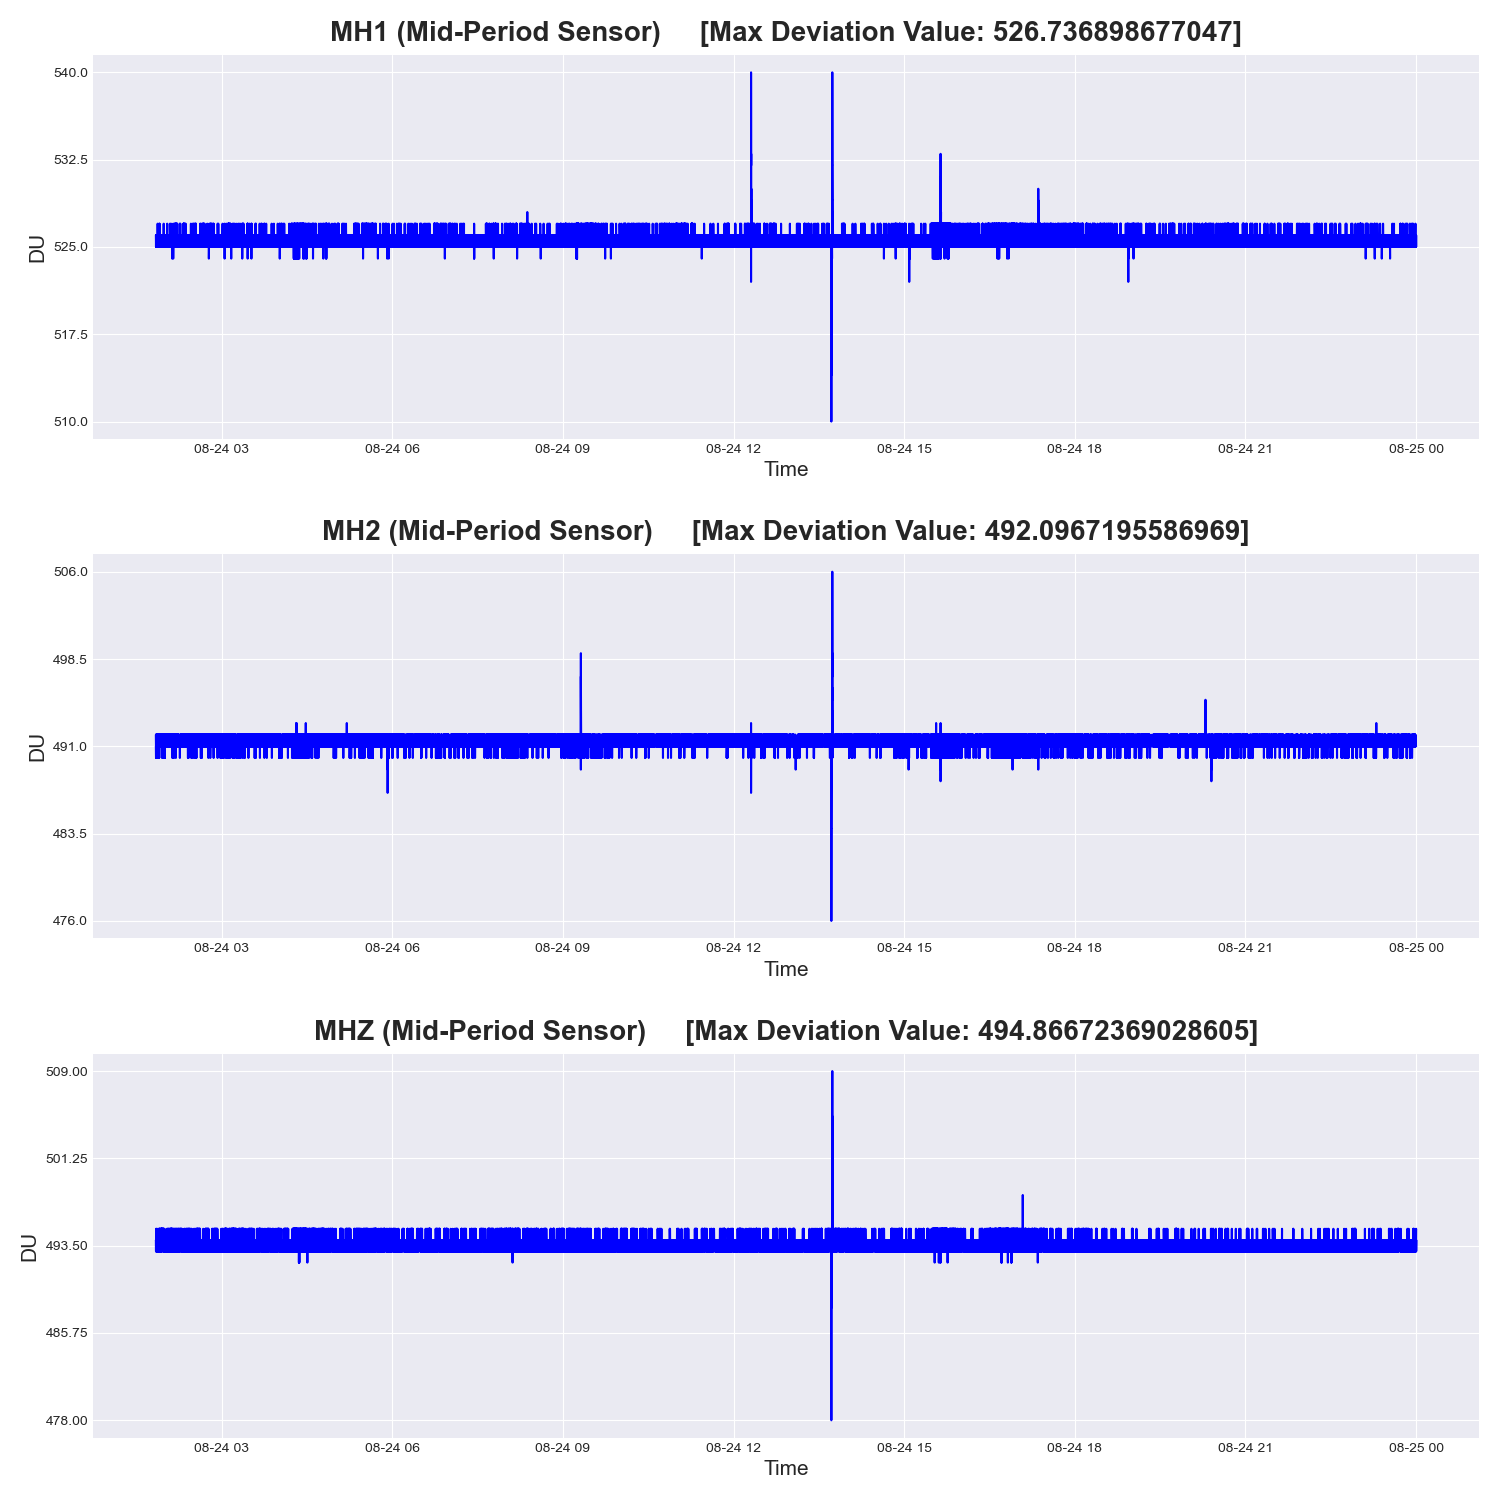 MH1 (Mid-Period Sensor) [Max Deviation Value: 526.736898677047]
540.0
532.5
525.0
517.5
510.0
DU
08-24 03 08-24 06 08-24 09 08-24 12 08-24 15 08-24 18 08-24 21 08-25 00
Time
MH2 (Mid-Period Sensor) [Max Deviation Value: 492.0967195586969]
506.0
498.5
491.0
483.5
476.0
DU
08-24 03 08-24 06 08-24 09 08-24 12 08-24 15 08-24 18 08-24 21 08-25 00
Time
MHZ (Mid-Period Sensor) [Max Deviation Value: 494.86672369028605]
509.00
501.25
493.50
485.75
478.00
DU
08-24 03 08-24 06 08-24 09 08-24 12 08-24 15 08-24 18 08-24 21 08-25 00
Time